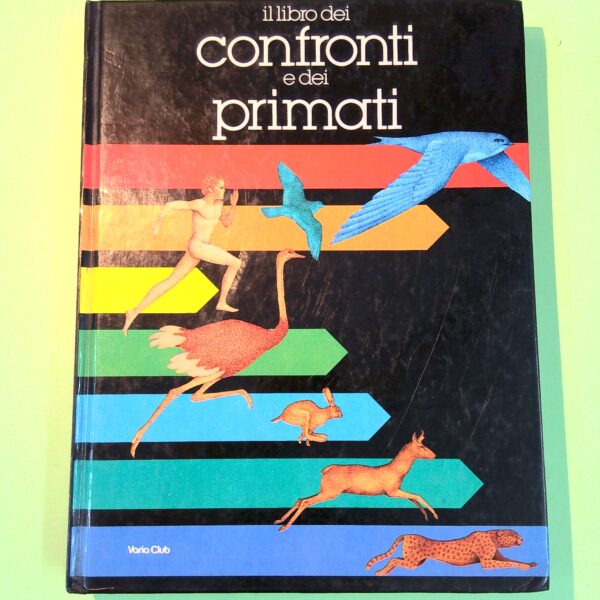 il libro dei
confronti
e dei
primati
Varia Club